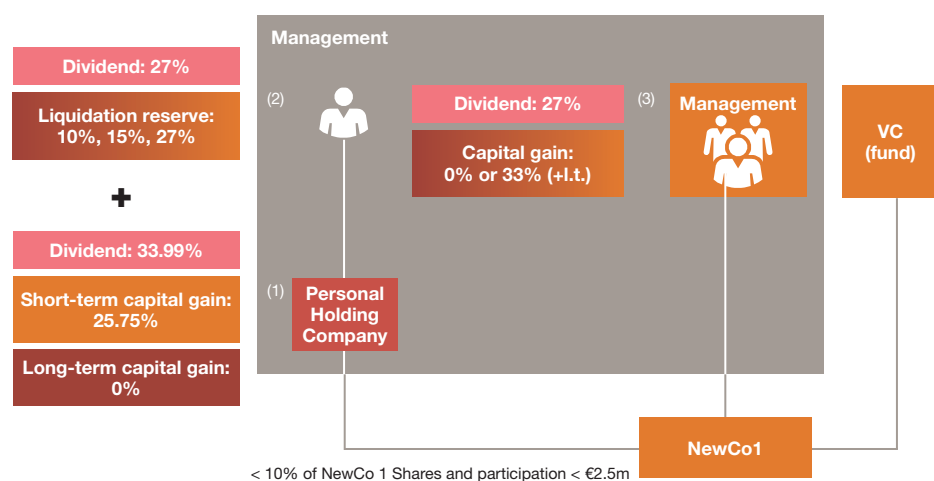 Management
Dividend: 27%
Liquidation reserve:
10%, 15%, 27%
+
Dividend: 33.99%
Short-term capital gain:
25.75%
Long-term capital gain:
0%
(2)
Dividend: 27%
Capital gain:
0% or 33% (+l.t.)
(3)
Management
VC
(fund)
(1)
Personal
Holding
Company
NewCo1
< 10% of NewCo 1 Shares and participation < €2.5m